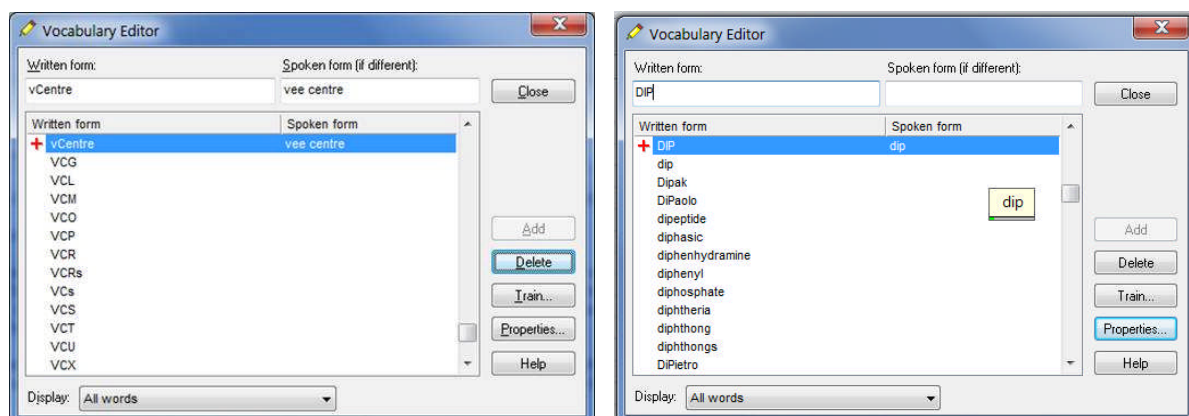 Vocabulary Editor
Written form: Spoken form (if different):
vCentre vee centre Close
Written form Spoken form
vCentre vee centre
VCG
VCL
VCM
VCO
VCP
VCR
VCRs
VCs
VCS
VCT
VCU
VCX
Add
Delete
Train...
Properties...
Help
Display: All words
Vocabulary Editor
Written form: Spoken form (if different):
DIP Close
Written form Spoken form
DIP dip
dip
Dipak
DiPaolo
dipeptide
diphasic
diphenhydramine
diphenyl
diphosphate
diphtheria
diphthong
diphthongs
DiPietro
dip
Add
Delete
Train...
Properties...
Help
Display: All words